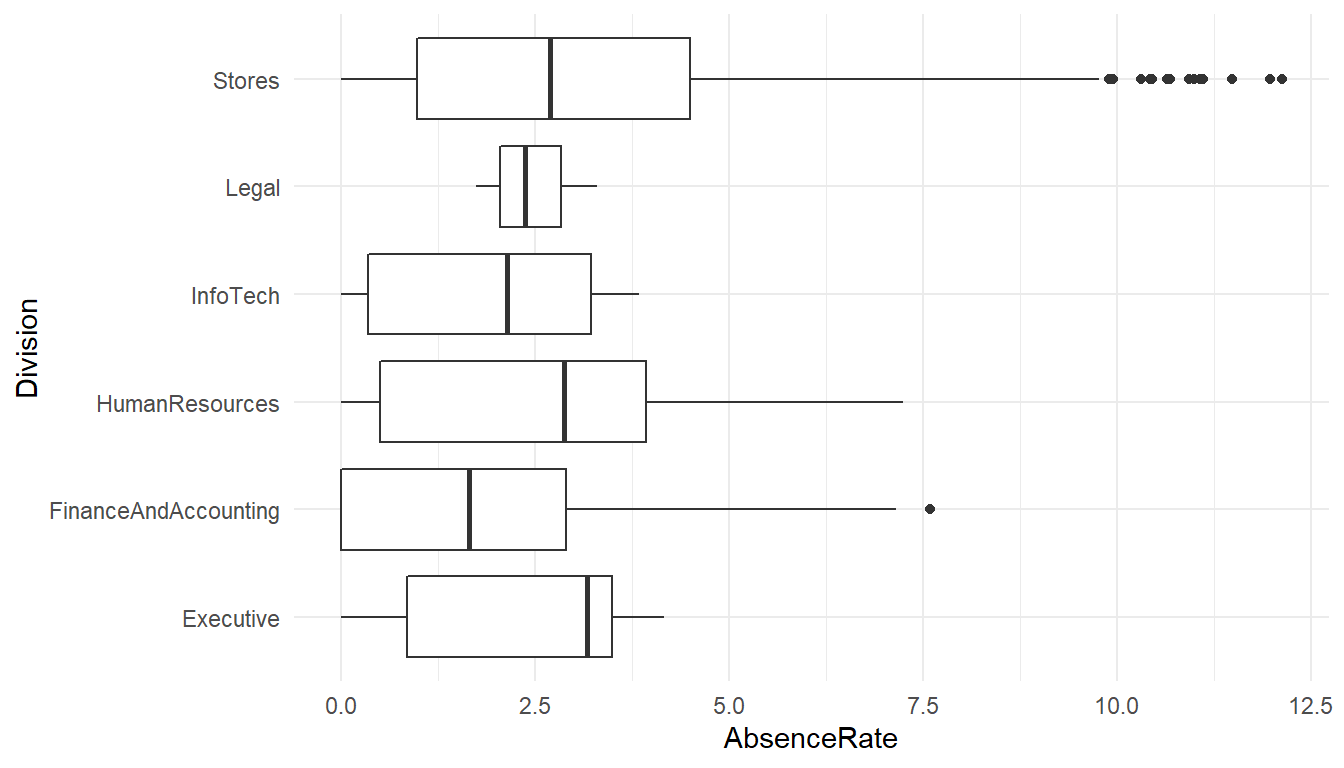 Stores
Legal
InfoTech
HumanResources
FinanceAndAccounting
Executive
Division
0.0 2.5 5.0 7.5 10.0 12.5
AbsenceRate